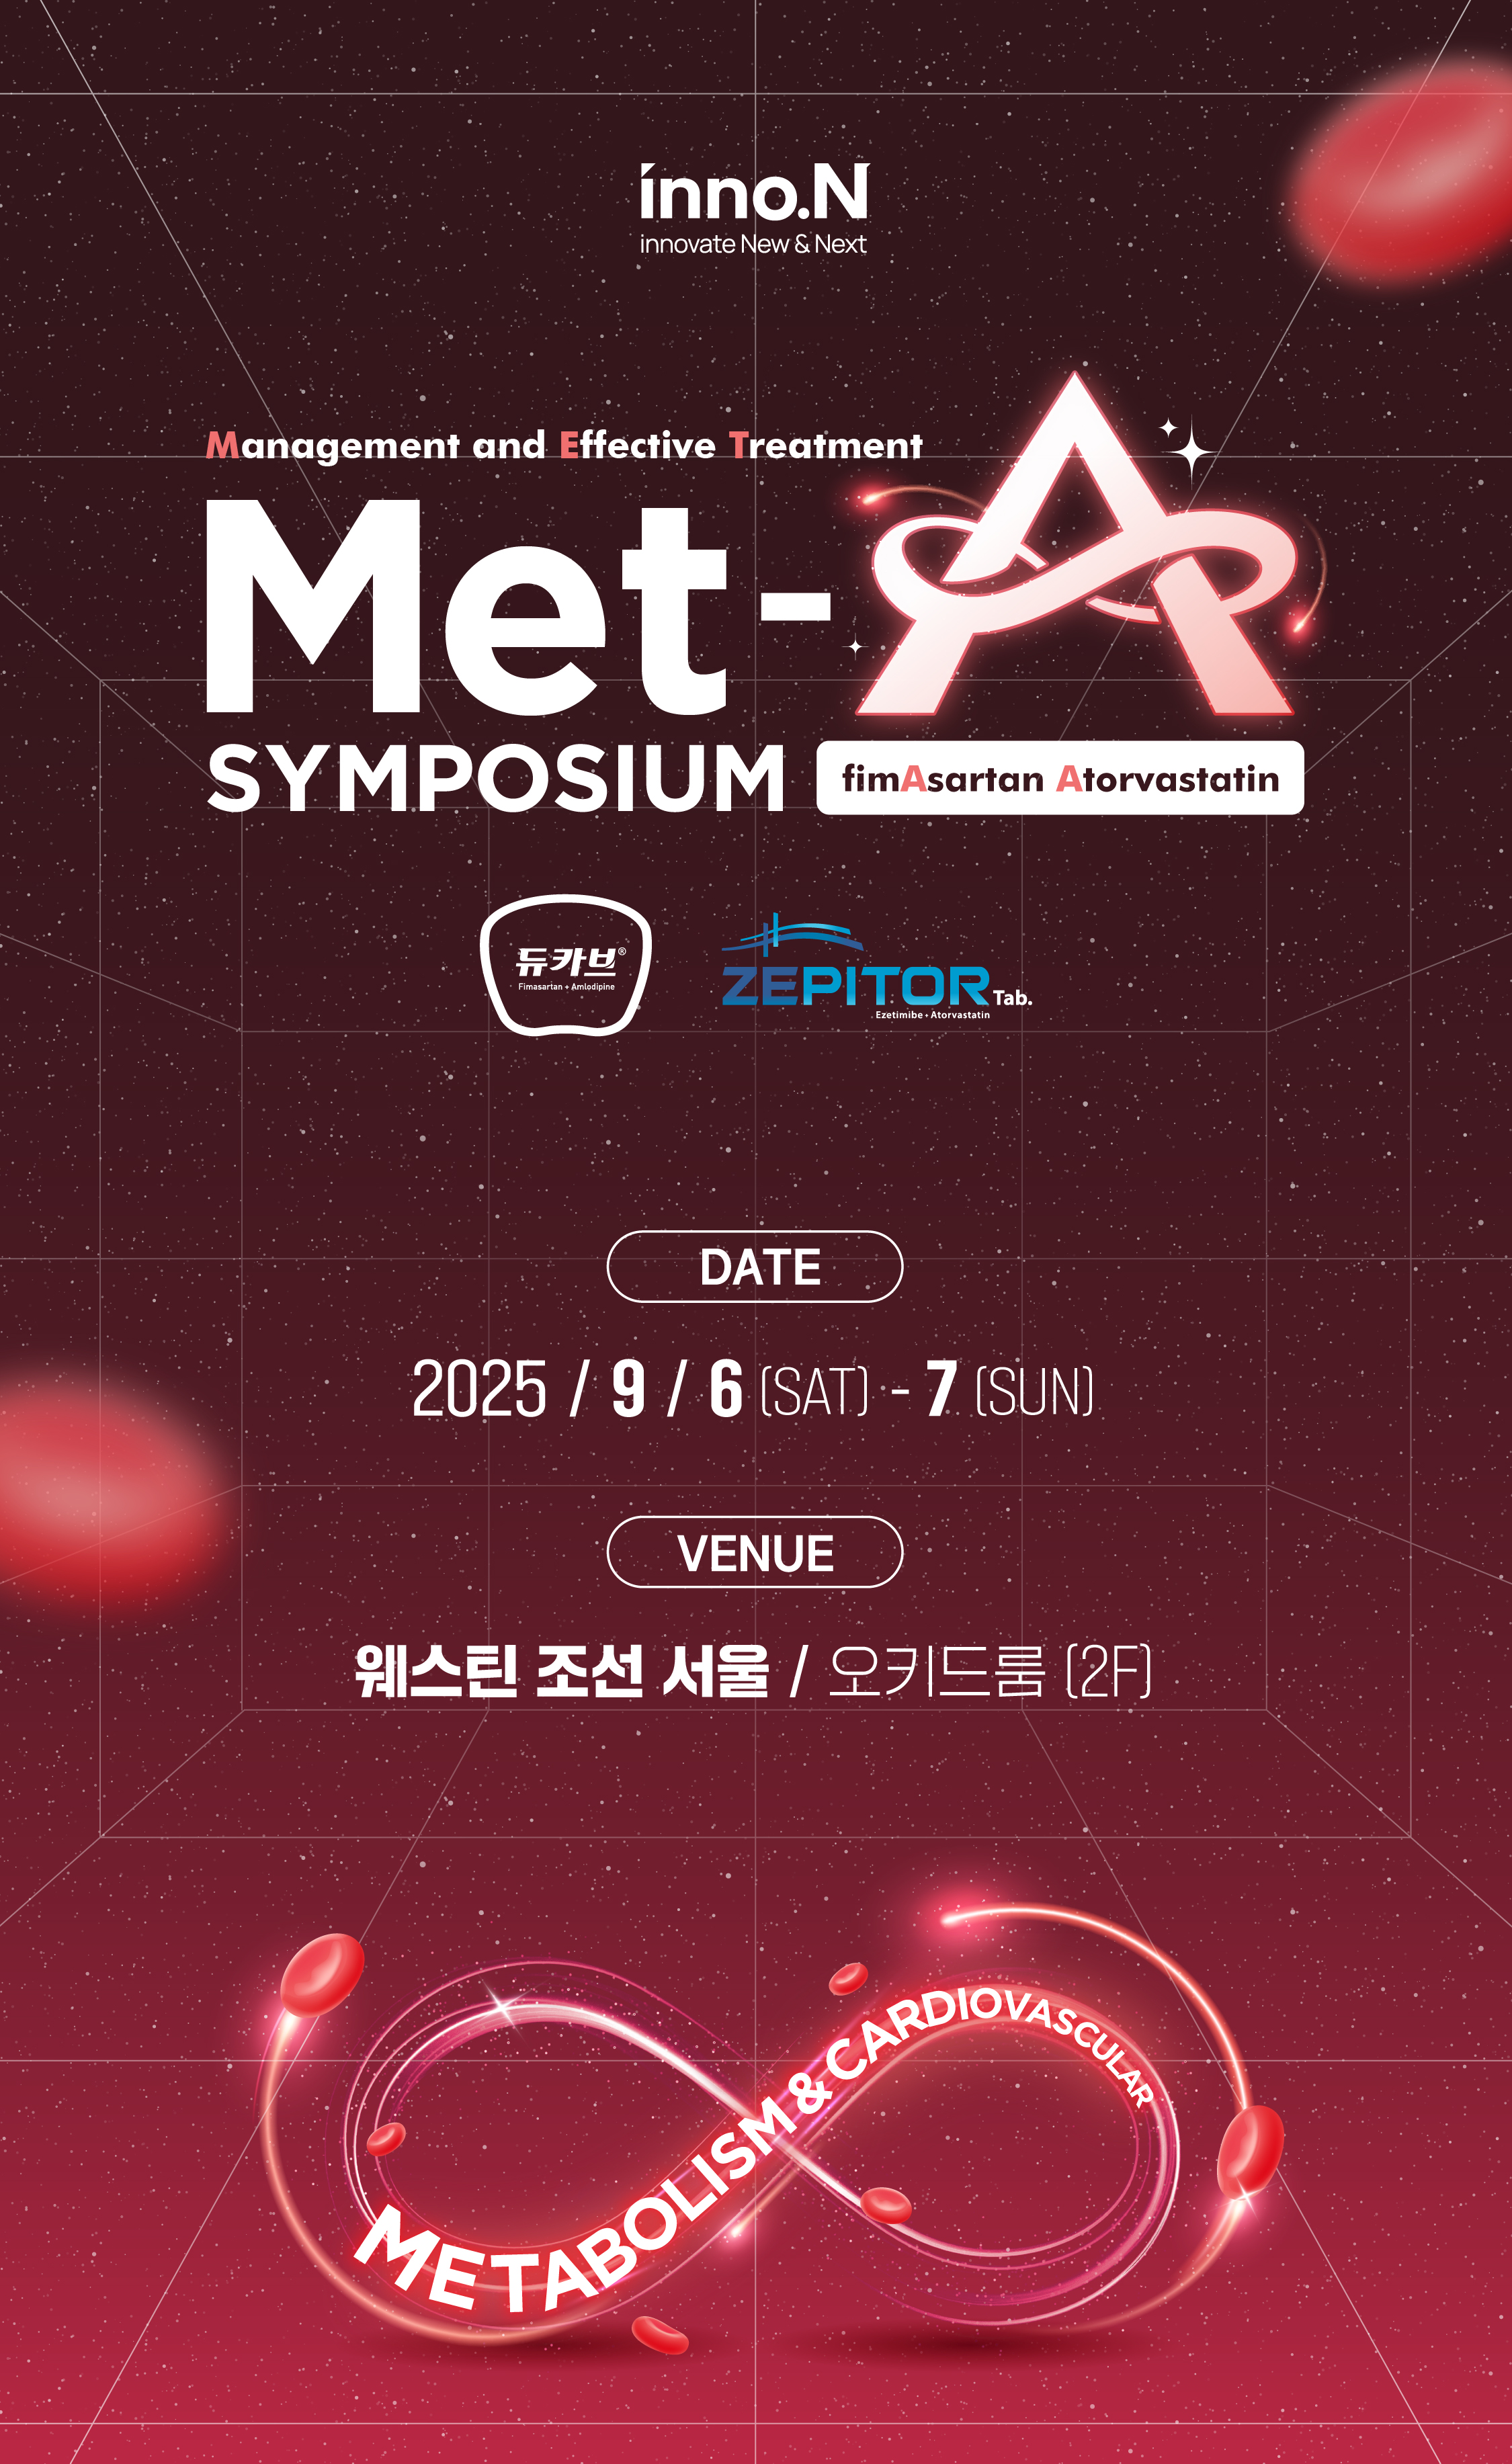 inno.N
innovate New & Next
Management and Effective Treatment
Met-A
SYMPOSIUM
fimAsartan Atorvastatin
듀카브®
Fimasartan + Amlodipine
ZEPITOR Tab.
Ezetimibe + Atorvastatin
DATE
2025 / 9 / 6 (SAT) - 7 (SUN)
VENUE
웨스틴 조선 서울 / 오키드룸 (2F)
METABOLISM & CARDIOVASCULAR